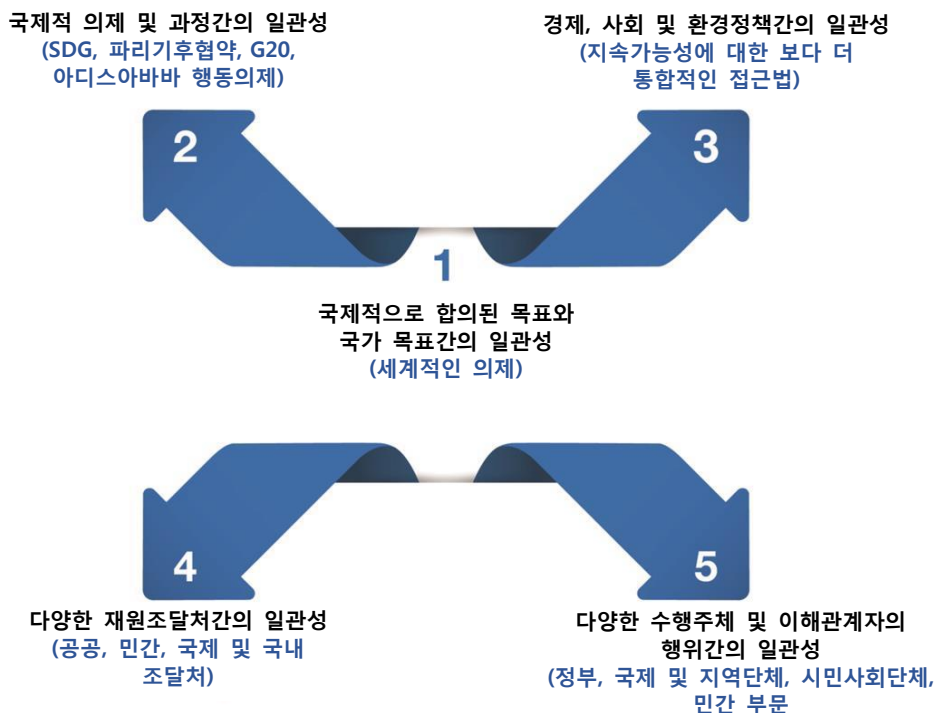 국제적 의제 및 과정간의 일관성
(SDG, 파리기후협약, G20,
아디스아바바 행동의제)
경제, 사회 및 환경정책간의 일관성
(지속가능성에 대한 보다 더
통합적인 접근법)
2
3
1
국제적으로 합의된 목표와
국가 목표간의 일관성
(세계적인 의제)
4
5
다양한 재원조달처간의 일관성
(공공, 민간, 국제 및 국내
조달처)
다양한 수행주체 및 이해관계자의
행위간의 일관성
(정부, 국제 및 지역단체, 시민사회단체,
민간 부문